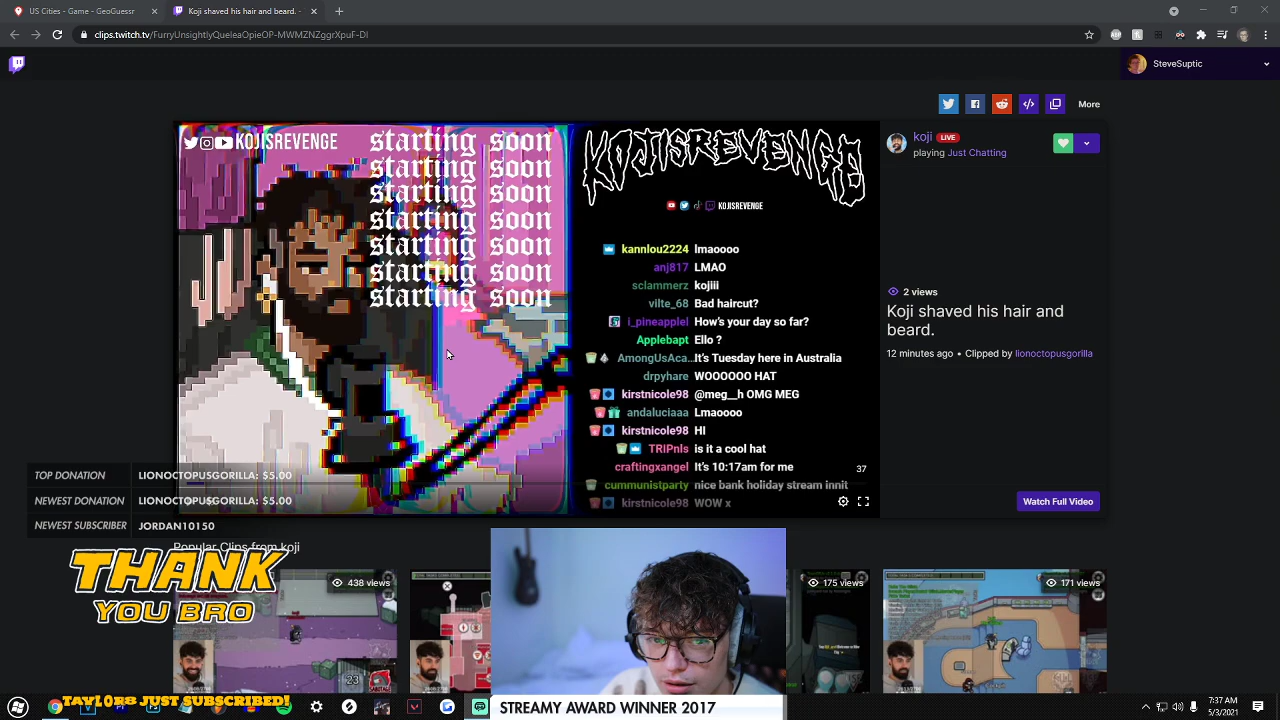 US Cities - Game - GeoGuessr
Koji shaved his hair and beard. -
clips.twitch.tv/FurryUnsightlyQueleaOpieOP-MWMZNZggrXpuF-DI
SteveSuptic
More
KOJISREVENGE
starting soon
starting soon
starting soon
starting soon
starting soon
starting soon
starting soon
KOJISREVENGE
KOJISREVENGE
kannlou2224 lmaoooo
anj817 LMAO
sclammerz kojiii
vilte_68 Bad haircut?
i_pineapplel How's your day so far?
Applebapt Ello ?
AmongUsAca... It's Tuesday here in Australia
drpyhare WOOOOOO HAT
kirstnicole98 @meg__h OMG MEG
andaluciaaa Lmaoooo
kirstnicole98 HI
TRIPnls is it a cool hat
craftingxangel It's 10:17am for me
cummunistparty nice bank holiday stream innit
kirstnicole98 WOW x
37
koji LIVE
playing Just Chatting
2 views
Koji shaved his hair and
beard.
12 minutes ago • Clipped by lionoctopusgorilla
Watch Full Video
TOP DONATION LIONOCTOPUSGORILLA: $5.00
NEWEST DONATION LIONOCTOPUSGORILLA: $5.00
NEWEST SUBSCRIBER JORDAN10150
Popular Clips from koji
THANK
YOU BRO
438 views
175 views
171 views
23
TAYL0R8 JUST SUBSCRIBED!
STREAMY AWARD WINNER 2017
7:37 AM
5/3/2021